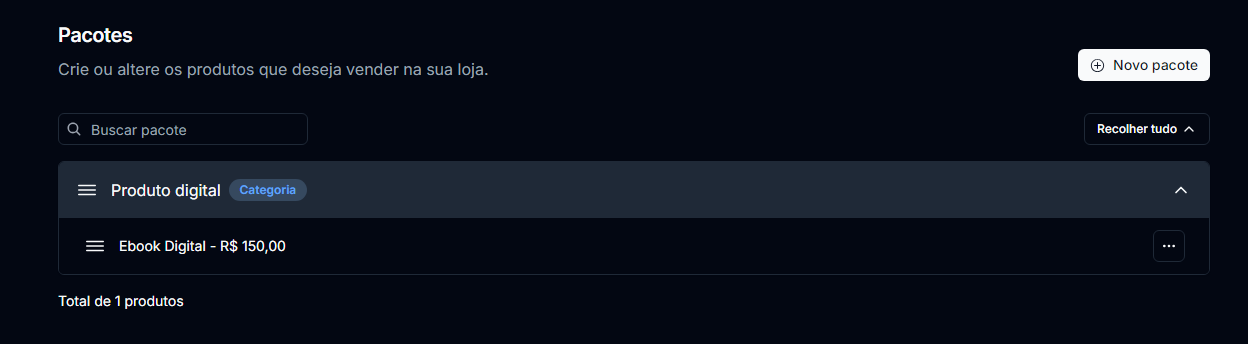 Pacotes
Crie ou altere os produtos que deseja vender na sua loja.
Novo pacote
Buscar pacote
Recolher tudo
Produto digital Categoria
Ebook Digital - R$ 150,00
Total de 1 produtos